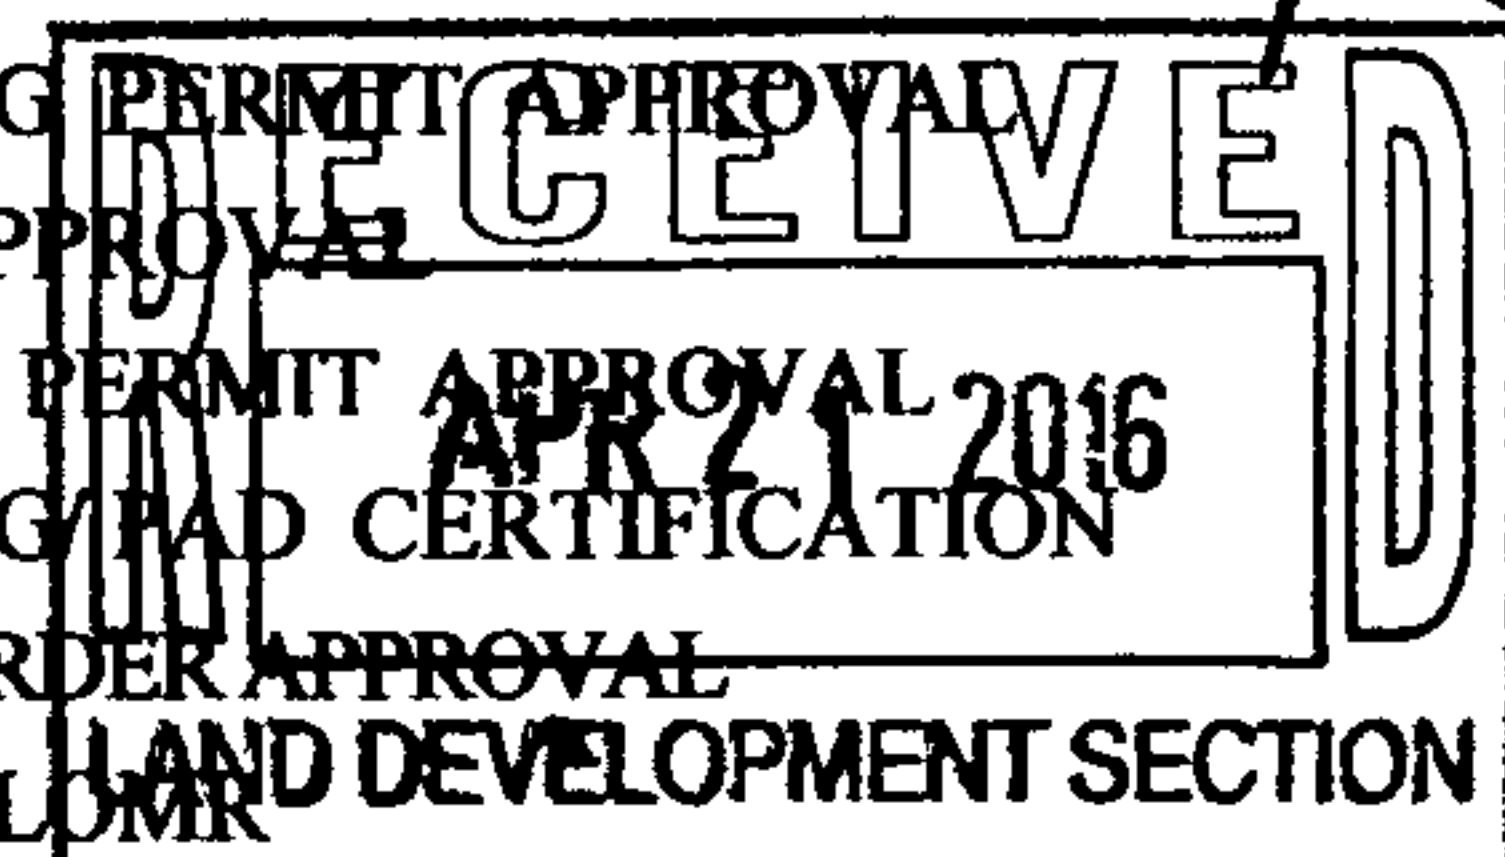 RECEIVED
G PERMIT APPROVAL
PPROVAL
PERMIT APPROVAL
APR 21 2016
G/ PAD CERTIFICATION
RDER APPROVAL
LAND DEVELOPMENT SECTION
LOMR